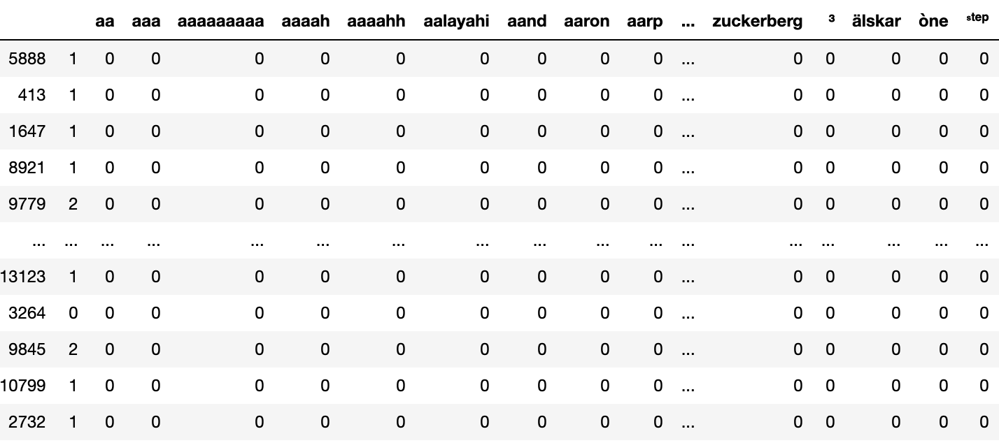 aa aaa aaaaaaaaa aaaah aaaahh aalayahi aand aaron aarp ... zuckerberg ³ älskar òne ˢᵗᵉᵖ
5888 1 0 0 0 0 0 0 0 0 0 ... 0 0 0 0 0
413 1 0 0 0 0 0 0 0 0 0 ... 0 0 0 0 0
1647 1 0 0 0 0 0 0 0 0 0 ... 0 0 0 0 0
8921 1 0 0 0 0 0 0 0 0 0 ... 0 0 0 0 0
9779 2 0 0 0 0 0 0 0 0 0 ... 0 0 0 0 0
... ... ... ... ... ... ... ... ... ... ... ... ... ... ... ... ...
13123 1 0 0 0 0 0 0 0 0 0 ... 0 0 0 0 0
3264 0 0 0 0 0 0 0 0 0 0 ... 0 0 0 0 0
9845 2 0 0 0 0 0 0 0 0 0 ... 0 0 0 0 0
10799 1 0 0 0 0 0 0 0 0 0 ... 0 0 0 0 0
2732 1 0 0 0 0 0 0 0 0 0 ... 0 0 0 0 0